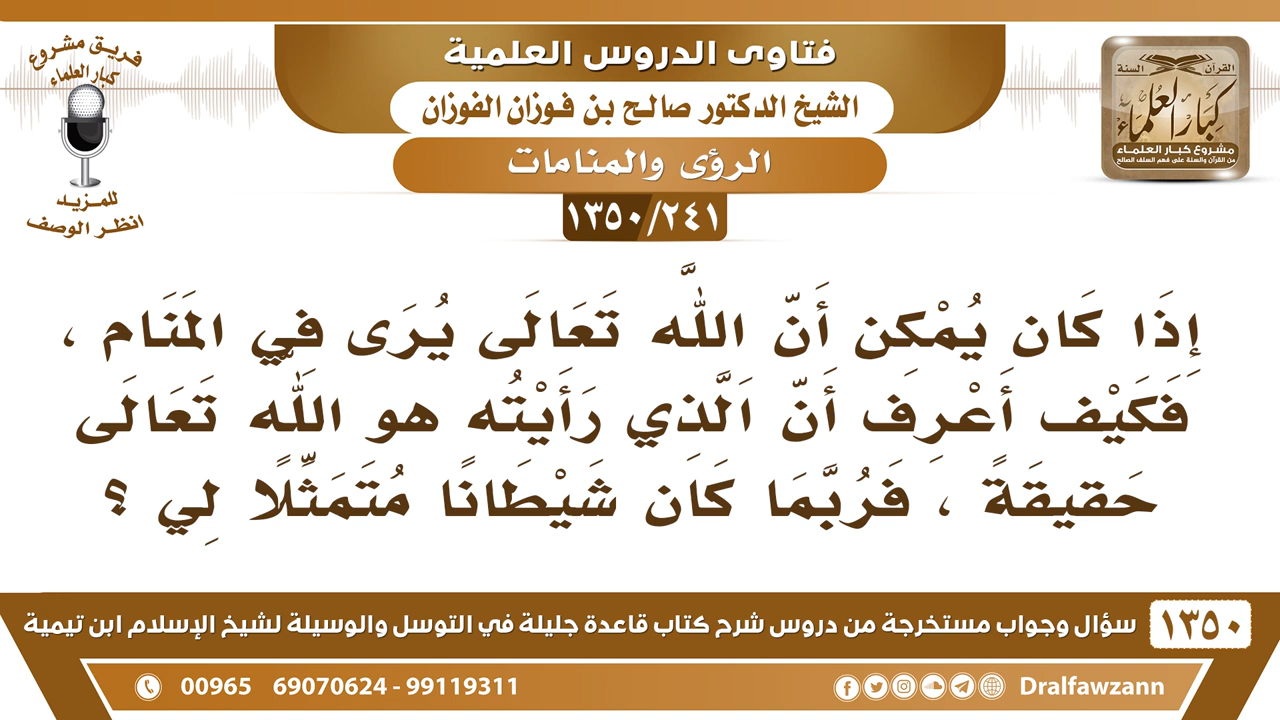 فتاوى الدروس العلمية
الشيخ الدكتور صالح بن فوزان الفوزان
الرؤى والمنامات
١٣٥٠/٢٤١
فريق مشروع
كبار العلماء
للمزيد
انظر الوصف
القرآن السنة
كبار العلماء
مشروع كبار العلماء
من القرآن والسنة على فهم السلف الصالح
إِذَا كَان يُمْكِن أَنّ اللَّه تَعَالَى يُرَى فِي المَنَام ،
فَكَيْف أَعْرِف أَنّ اَلَّذِي رَأَيْتُه هو اللَّه تَعَالَى
حَقيقَةً ، فَرُبَّمَا كَان شَيْطَانًا مُتَمَثِّلًا لِي ؟
١٣٥٠ سؤال وجواب مستخرجة من دروس شرح كتاب قاعدة جليلة في التوسل والوسيلة لشيخ الإسلام ابن تيمية
00965 69070624 - 99119311
Dralfawzann